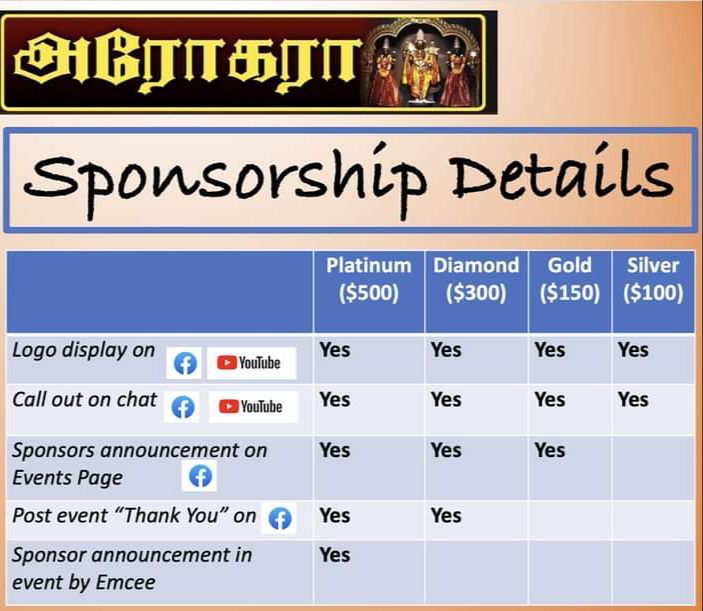 அரோகரா
Sponsorship Details
Platinum ($500) Diamond ($300) Gold ($150) Silver ($100)
Logo display on YouTube Yes Yes Yes Yes
Call out on chat YouTube Yes Yes Yes Yes
Sponsors announcement on Events Page Yes Yes Yes
Post event “Thank You” on Yes Yes
Sponsor announcement in event by Emcee Yes